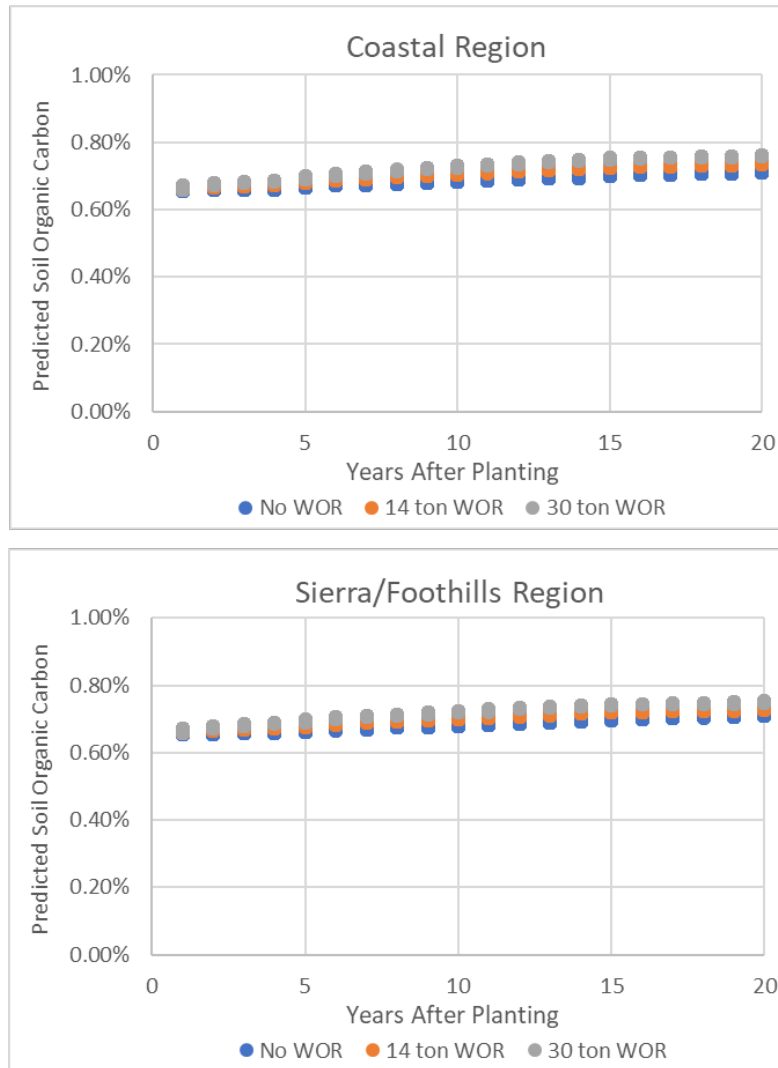 Coastal Region
1.00%
0.80%
0.60%
0.40%
0.20%
0.00%
Predicted Soil Organic Carbon
0 5 10 15 20
Years After Planting
No WOR 14 ton WOR 30 ton WOR
Sierra/Foothills Region
1.00%
0.80%
0.60%
0.40%
0.20%
0.00%
Predicted Soil Organic Carbon
0 5 10 15 20
Years After Planting
No WOR 14 ton WOR 30 ton WOR